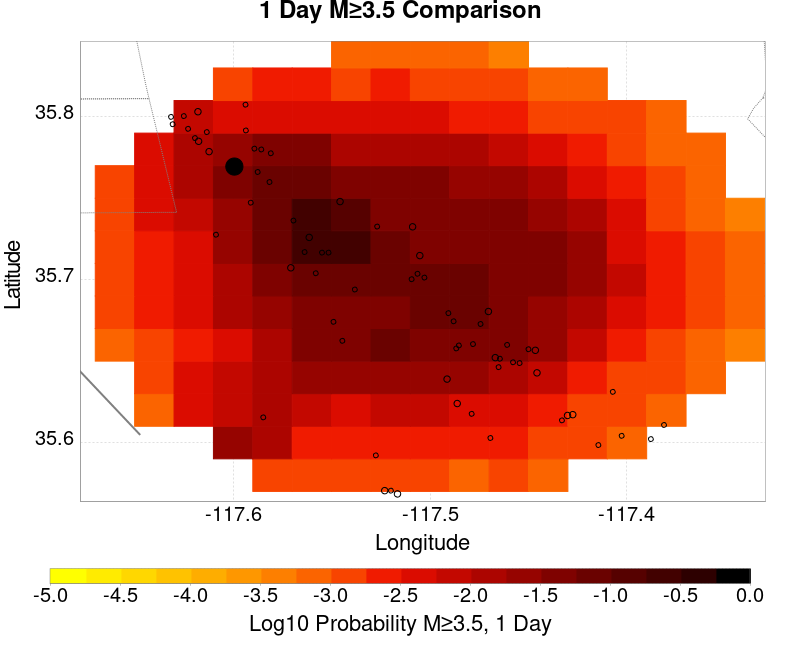 1 Day M≥3.5 Comparison
35.8
35.7
35.6
Latitude
-117.6 -117.5 -117.4
Longitude
-5.0 -4.5 -4.0 -3.5 -3.0 -2.5 -2.0 -1.5 -1.0 -0.5 0.0
Log10 Probability M≥3.5, 1 Day